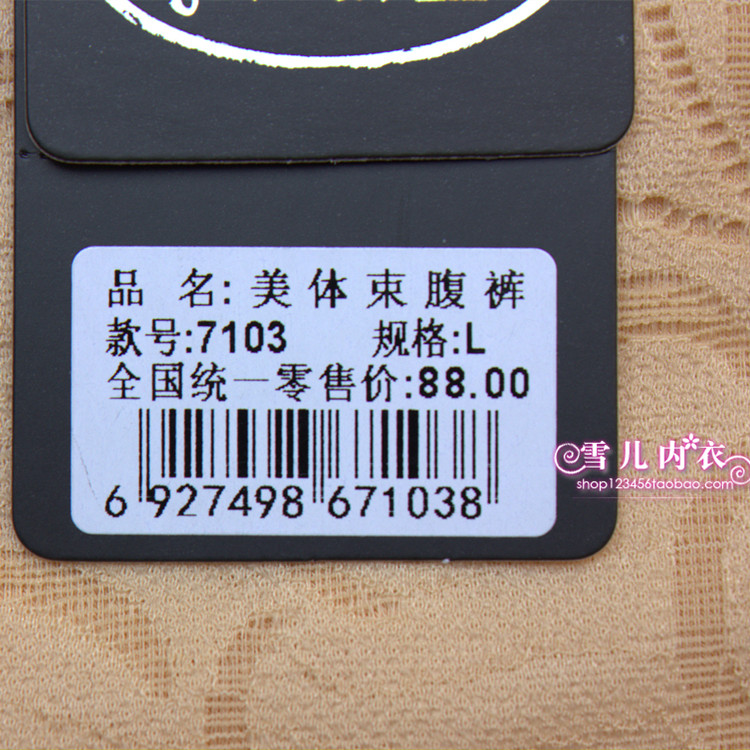 品 名: 美体束腹裤
款号:7103 规格:L
全国统一零售价:88.00
6 927498 671038
雪儿内衣
shop123456taobao.com